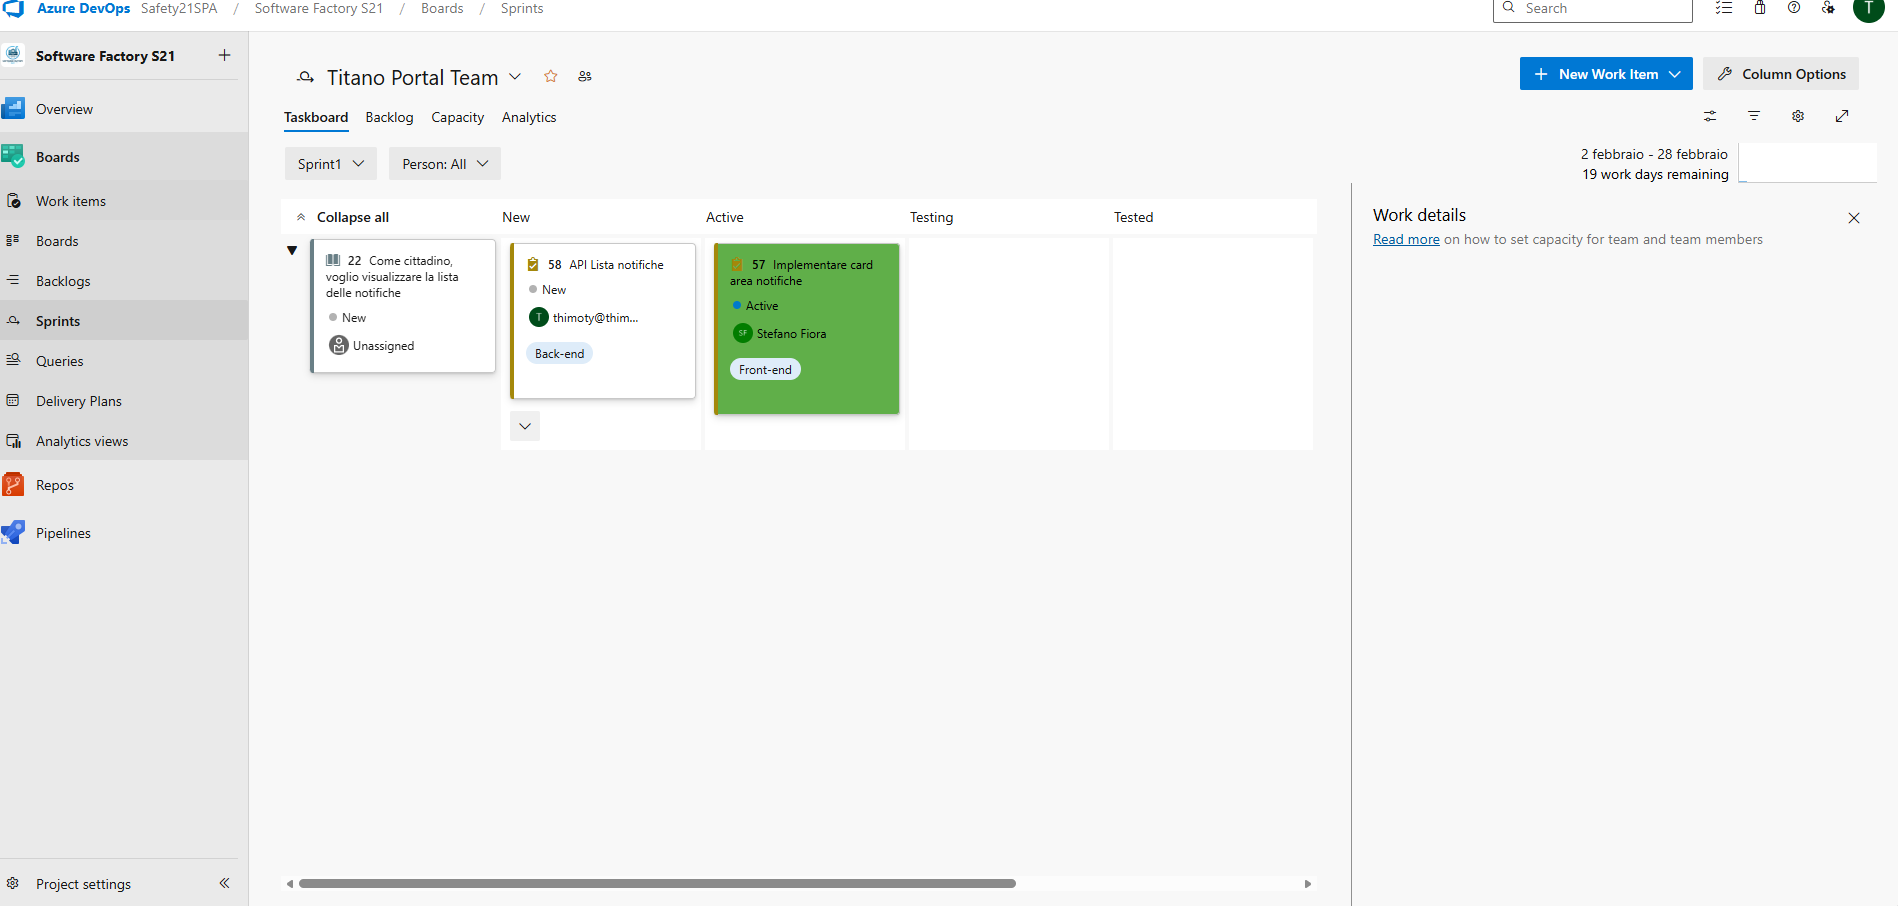 Azure DevOps Safety21SPA / Software Factory S21 / Boards / Sprints
Search
T
Software Factory S21
Overview
Boards
Work items
Boards
Backlogs
Sprints
Queries
Delivery Plans
Analytics views
Repos
Pipelines
Project settings
Titano Portal Team
New Work Item
Column Options
Taskboard Backlog Capacity Analytics
Sprint1
Person: All
2 febbraio - 28 febbraio
19 work days remaining
Collapse all New Active Testing Tested
22 Come cittadino,
voglio visualizzare la lista
delle notifiche
New
Unassigned
58 API Lista notifiche
New
T thimoty@thim...
Back-end
57 Implementare card
area notifiche
Active
SF Stefano Fiora
Front-end
Work details
Read more on how to set capacity for team and team members